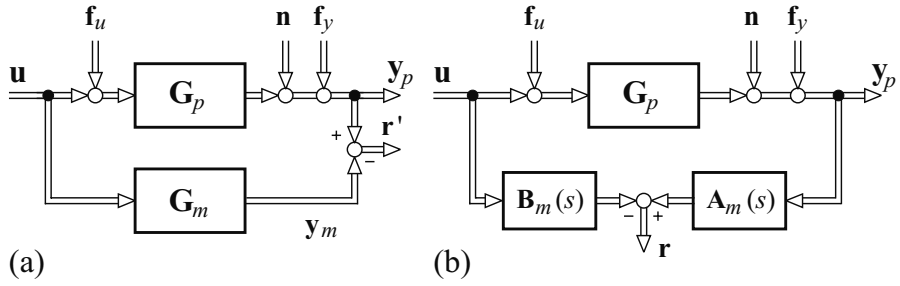 f_u n f_y
u G_p y_p
+ r'
−
G_m
y_m
(a)
f_u n f_y
u G_p y_p
B_m(s) − + A_m(s)
r
(b)